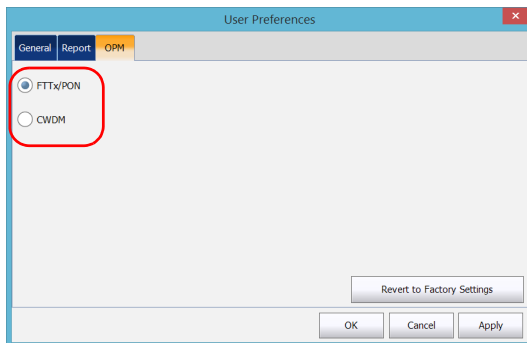 User Preferences
General Report OPM
FTTx/PON
CWDM
Revert to Factory Settings
OK Cancel Apply